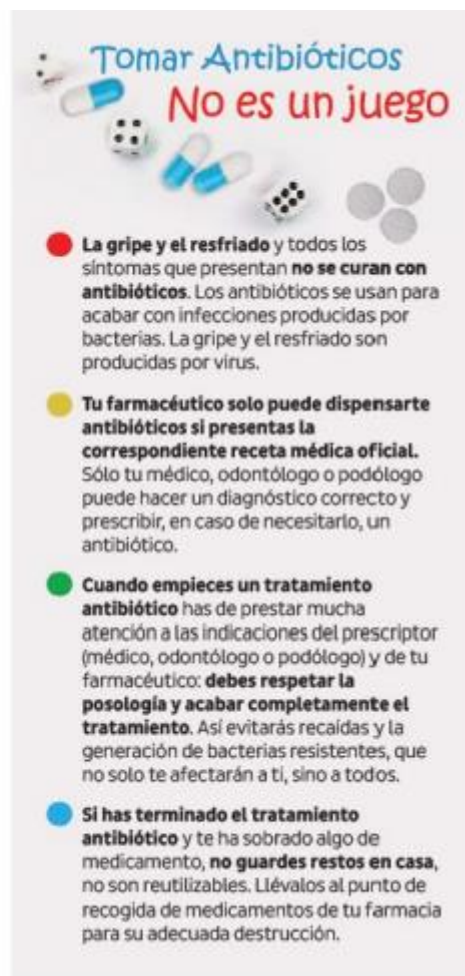 Tomar Antibióticos
No es un juego
La gripe y el resfriado y todos los
síntomas que presentan no se curan con
antibióticos. Los antibióticos se usan para
acabar con infecciones producidas por
bacterias. La gripe y el resfriado son
producidas por virus.
Tu farmacéutico solo puede dispensarte
antibióticos si presentas la
correspondiente receta médica oficial.
Sólo tu médico, odontólogo o podólogo
puede hacer un diagnóstico correcto y
prescribir, en caso de necesitarlo, un
antibiótico.
Cuando empieces un tratamiento
antibiótico has de prestar mucha
atención a las indicaciones del prescriptor
(médico, odontólogo o podólogo) y de tu
farmacéutico: debes respetar la
posología y acabar completamente el
tratamiento. Así evitarás recaídas y la
generación de bacterias resistentes, que
no solo te afectarán a ti, sino a todos.
Si has terminado el tratamiento
antibiótico y te ha sobrado algo de
medicamento, no guardes restos en casa,
no son reutilizables. Llévalos al punto de
recogida de medicamentos de tu farmacia
para su adecuada destrucción.